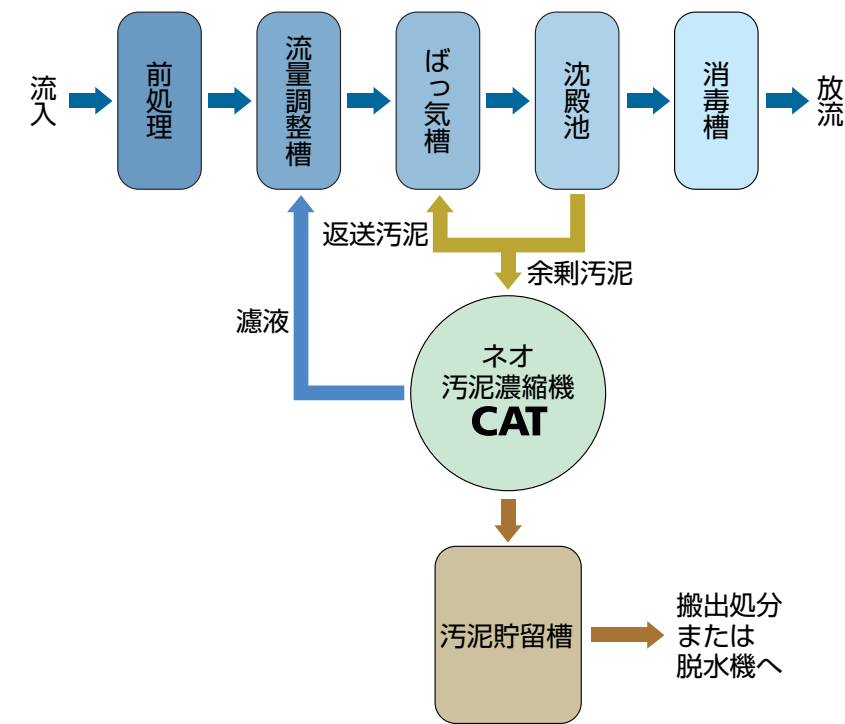 流入
前処理
流量調整槽
ばっ気槽
沈殿池
消毒槽
放流
返送汚泥
余剰汚泥
濾液
ネオ
汚泥濃縮機
CAT
汚泥貯留槽
搬出処分
または
脱水機へ